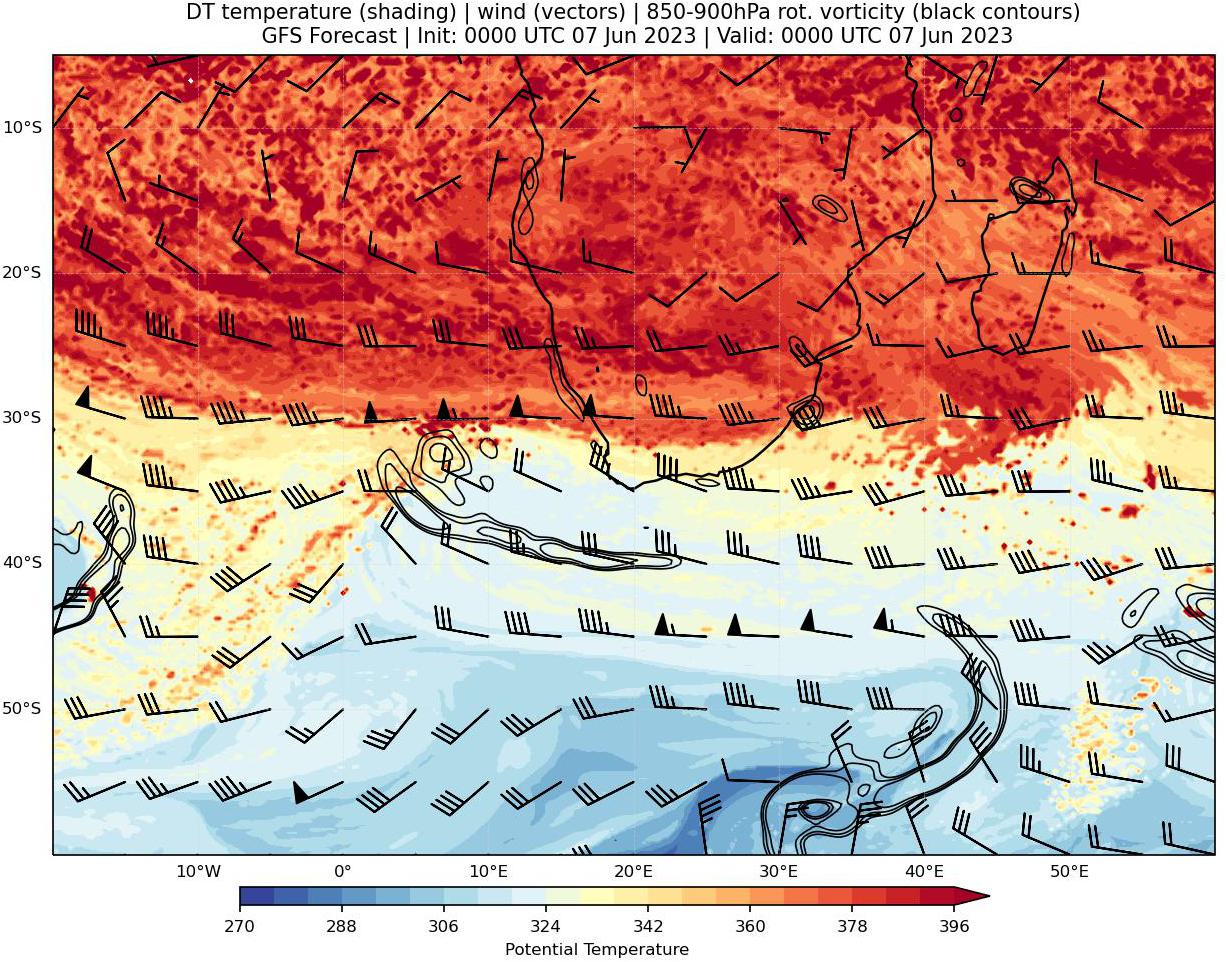 DT temperature (shading) | wind (vectors) | 850-900hPa rot. vorticity (black contours)
GFS Forecast | Init: 0000 UTC 07 Jun 2023 | Valid: 0000 UTC 07 Jun 2023
10°S
20°S
30°S
40°S
50°S
10°W 0° 10°E 20°E 30°E 40°E 50°E
270 288 306 324 342 360 378 396
Potential Temperature